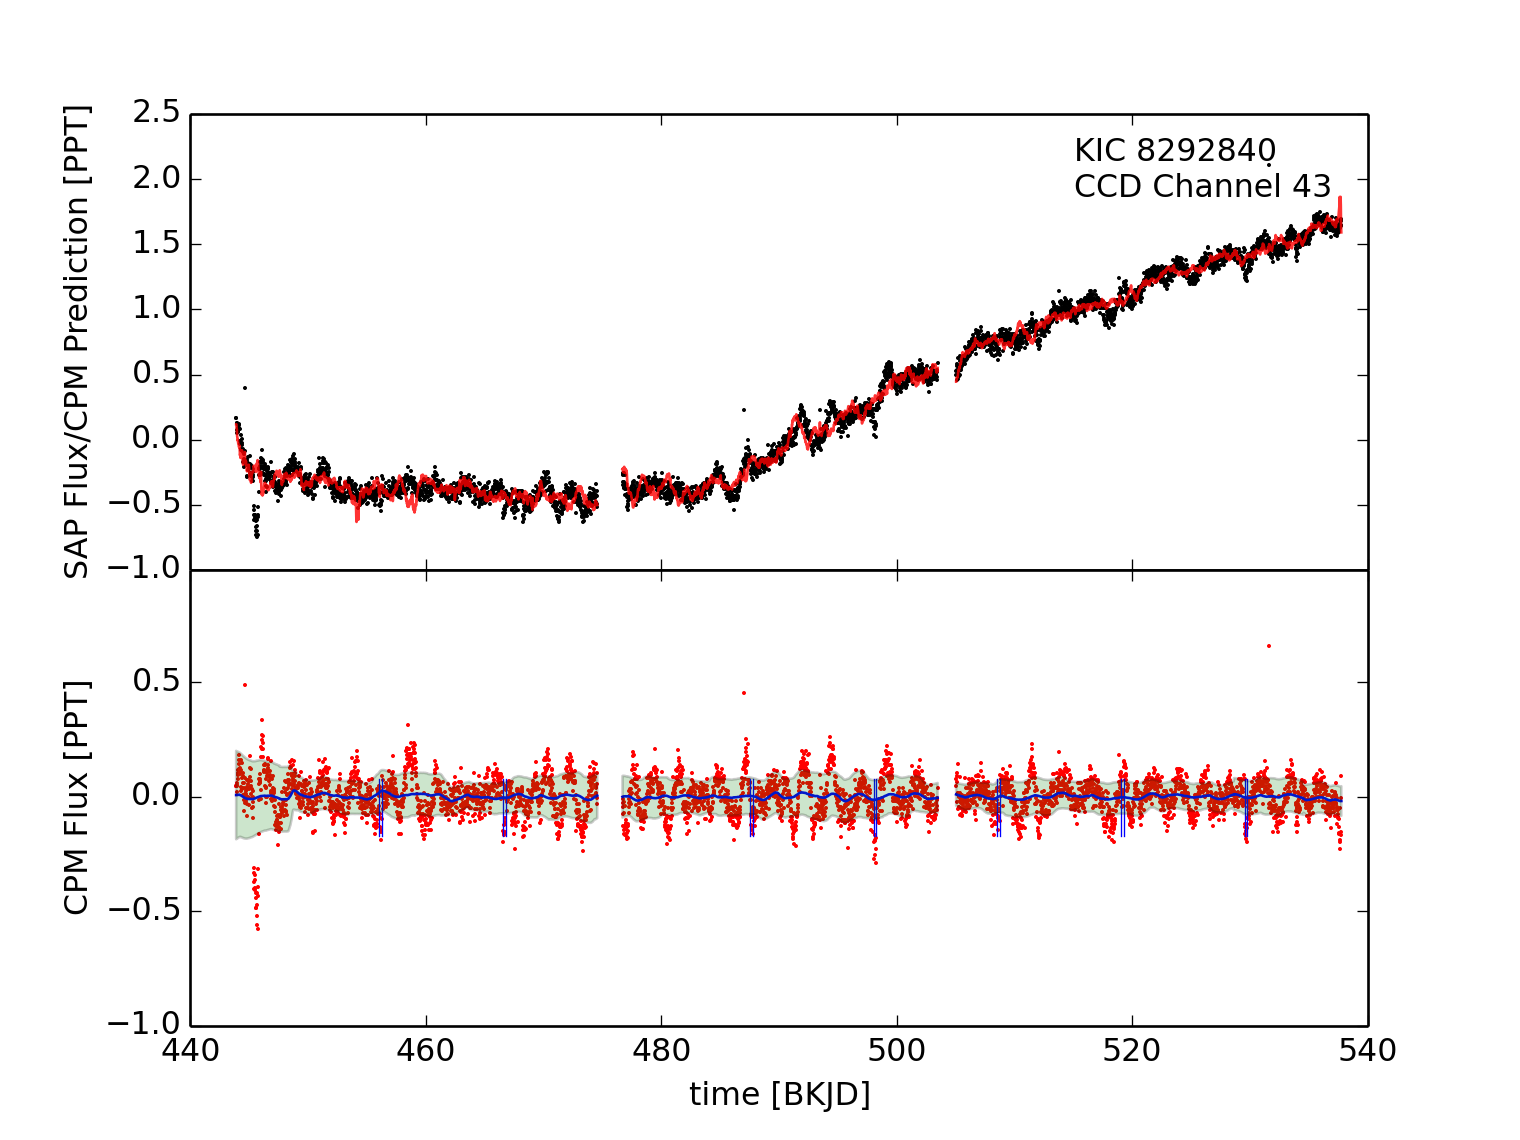 2.5
2.0
1.5
1.0
0.5
0.0
−0.5
−1.0
SAP Flux/CPM Prediction [PPT]
KIC 8292840
CCD Channel 43
0.5
0.0
−0.5
−1.0
CPM Flux [PPT]
440 460 480 500 520 540
time [BKJD]